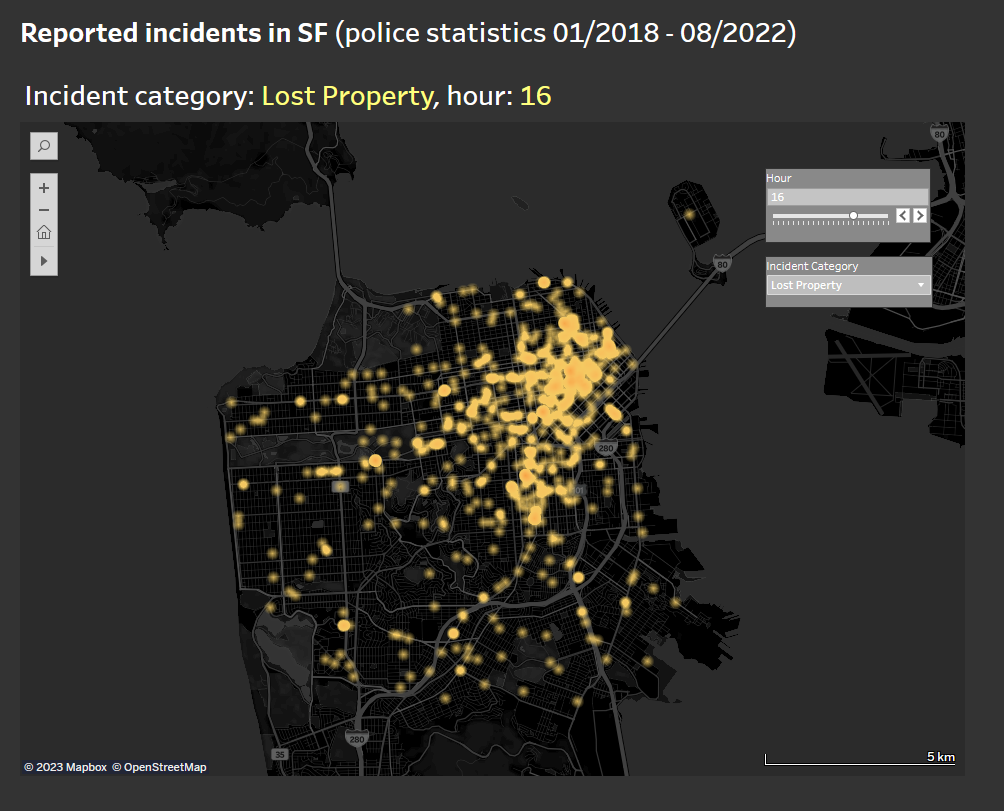 Reported incidents in SF (police statistics 01/2018 - 08/2022)
Incident category: Lost Property, hour: 16
80
Hour
16
80
Incident Category
Lost Property
280
280
35
© 2023 Mapbox © OpenStreetMap
5 km